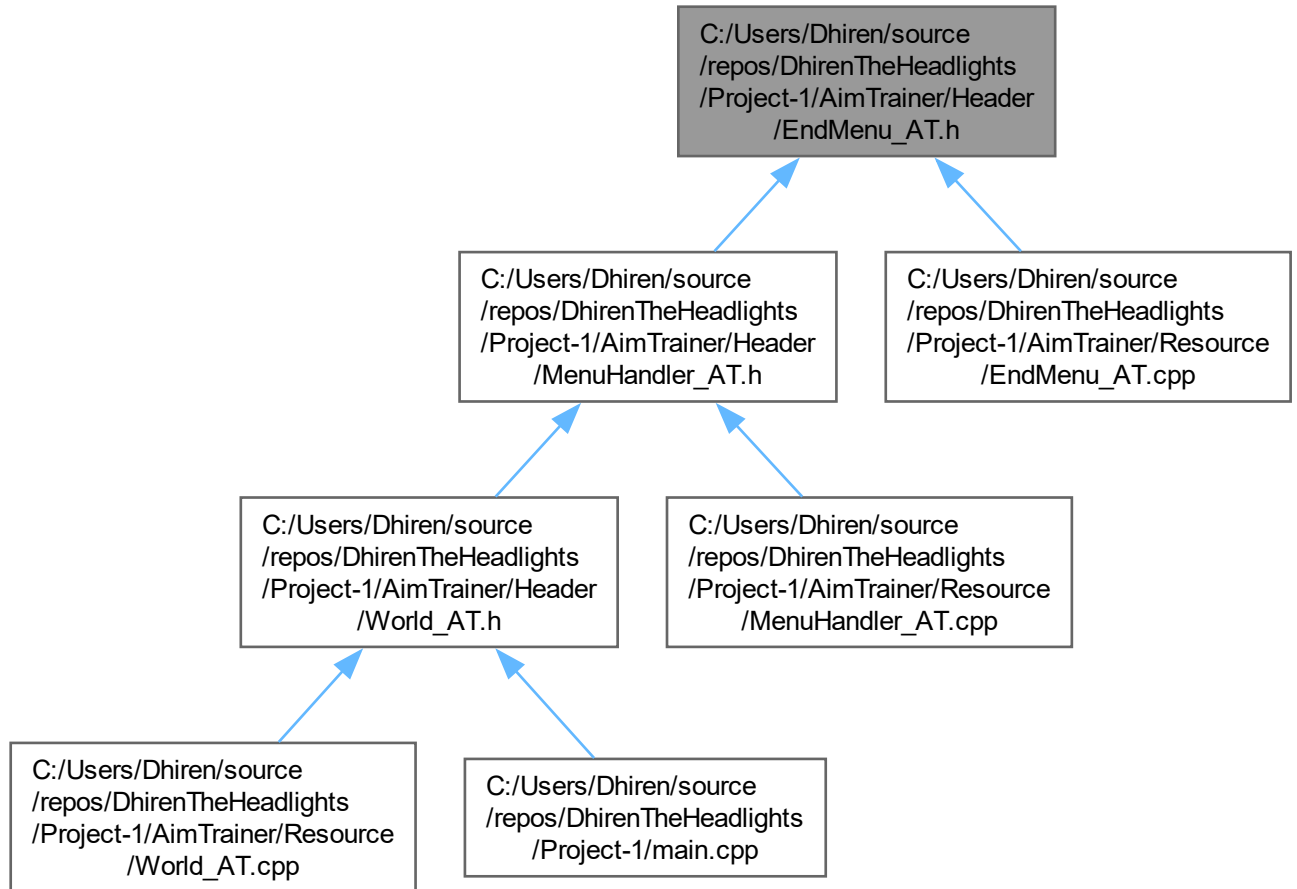 C:/Users/Dhiren/source
/repos/DhirenTheHeadlights
/Project-1/AimTrainer/Header
/EndMenu_AT.h
C:/Users/Dhiren/source
/repos/DhirenTheHeadlights
/Project-1/AimTrainer/Header
/MenuHandler_AT.h
C:/Users/Dhiren/source
/repos/DhirenTheHeadlights
/Project-1/AimTrainer/Resource
/EndMenu_AT.cpp
C:/Users/Dhiren/source
/repos/DhirenTheHeadlights
/Project-1/AimTrainer/Header
/World_AT.h
C:/Users/Dhiren/source
/repos/DhirenTheHeadlights
/Project-1/AimTrainer/Resource
/MenuHandler_AT.cpp
C:/Users/Dhiren/source
/repos/DhirenTheHeadlights
/Project-1/AimTrainer/Resource
/World_AT.cpp
C:/Users/Dhiren/source
/repos/DhirenTheHeadlights
/Project-1/main.cpp